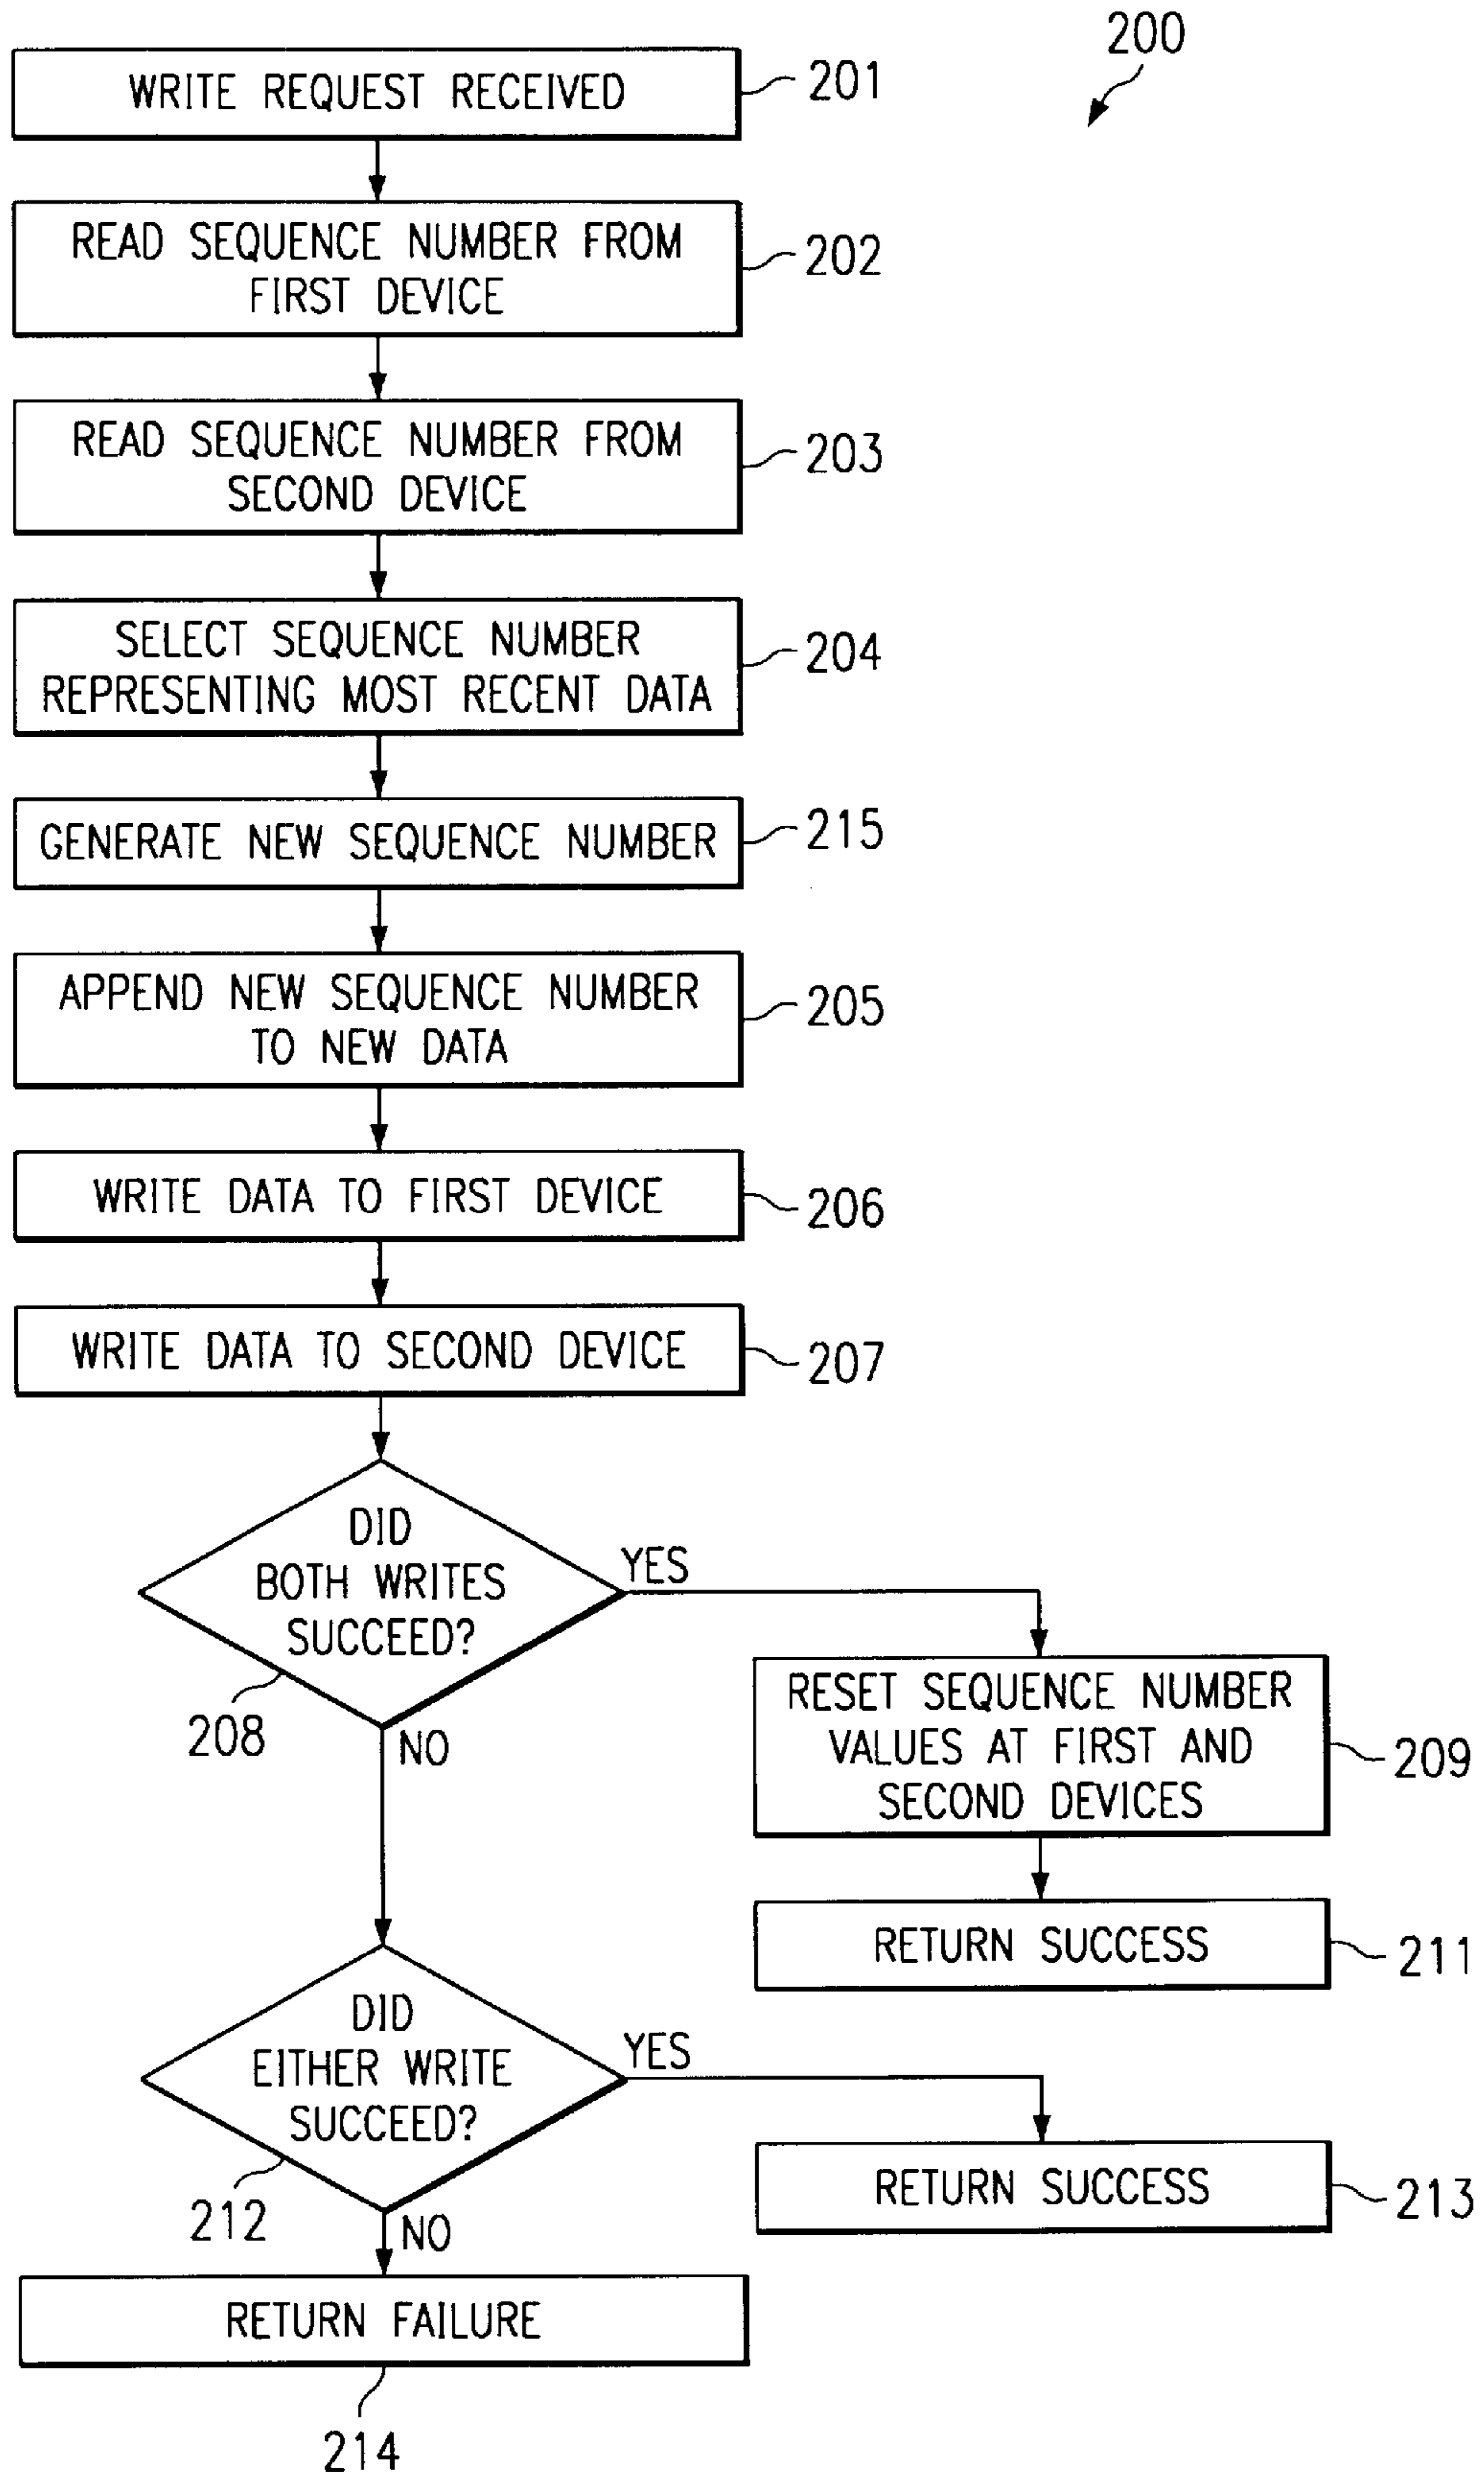 200
WRITE REQUEST RECEIVED
201
READ SEQUENCE NUMBER FROM
FIRST DEVICE
202
READ SEQUENCE NUMBER FROM
SECOND DEVICE
203
SELECT SEQUENCE NUMBER
REPRESENTING MOST RECENT DATA
204
GENERATE NEW SEQUENCE NUMBER
215
APPEND NEW SEQUENCE NUMBER
TO NEW DATA
205
WRITE DATA TO FIRST DEVICE
206
WRITE DATA TO SECOND DEVICE
207
DID
BOTH WRITES
SUCCEED?
208
YES
NO
RESET SEQUENCE NUMBER
VALUES AT FIRST AND
SECOND DEVICES
209
RETURN SUCCESS
211
DID
EITHER WRITE
SUCCEED?
212
YES
NO
RETURN SUCCESS
213
RETURN FAILURE
214